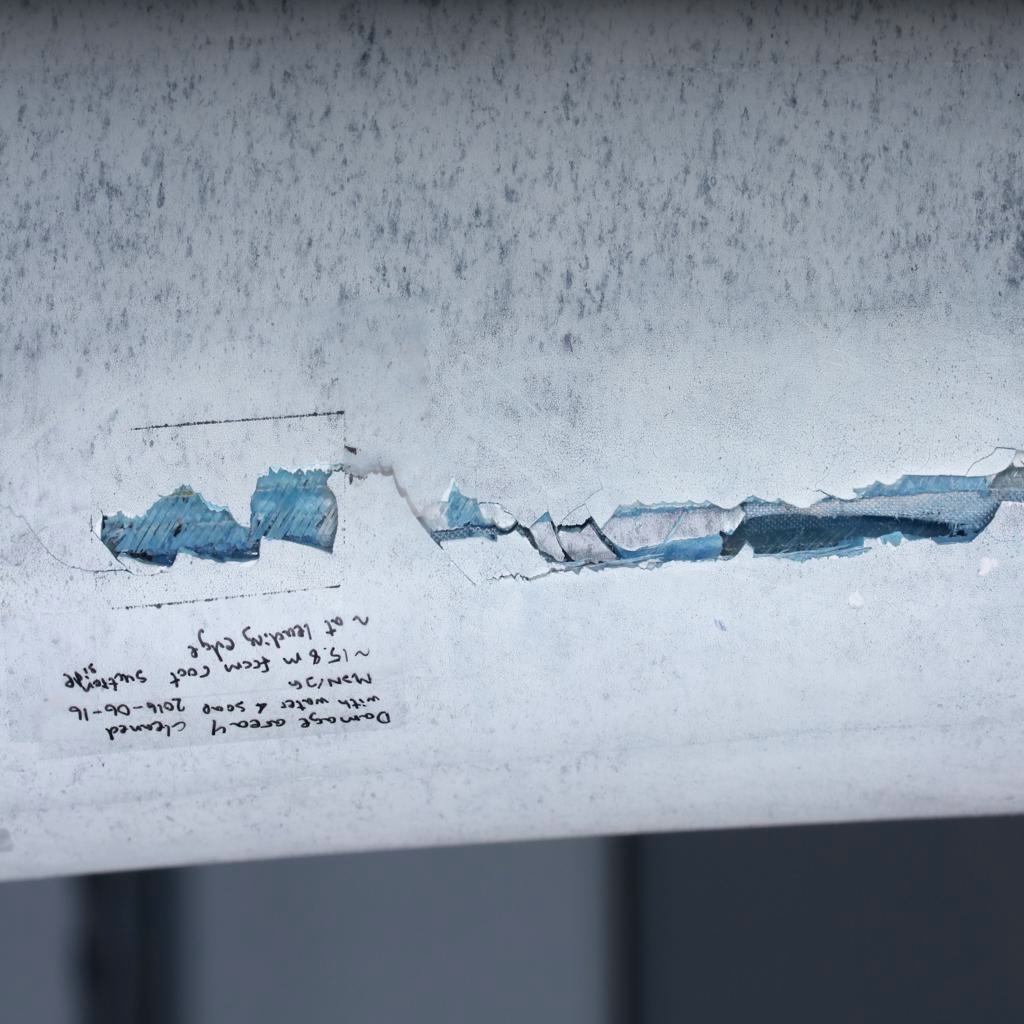 Damage area 4 cleaned
with water & soap 2016-06-16
~15.8 m from root suction side
~ at leading edge